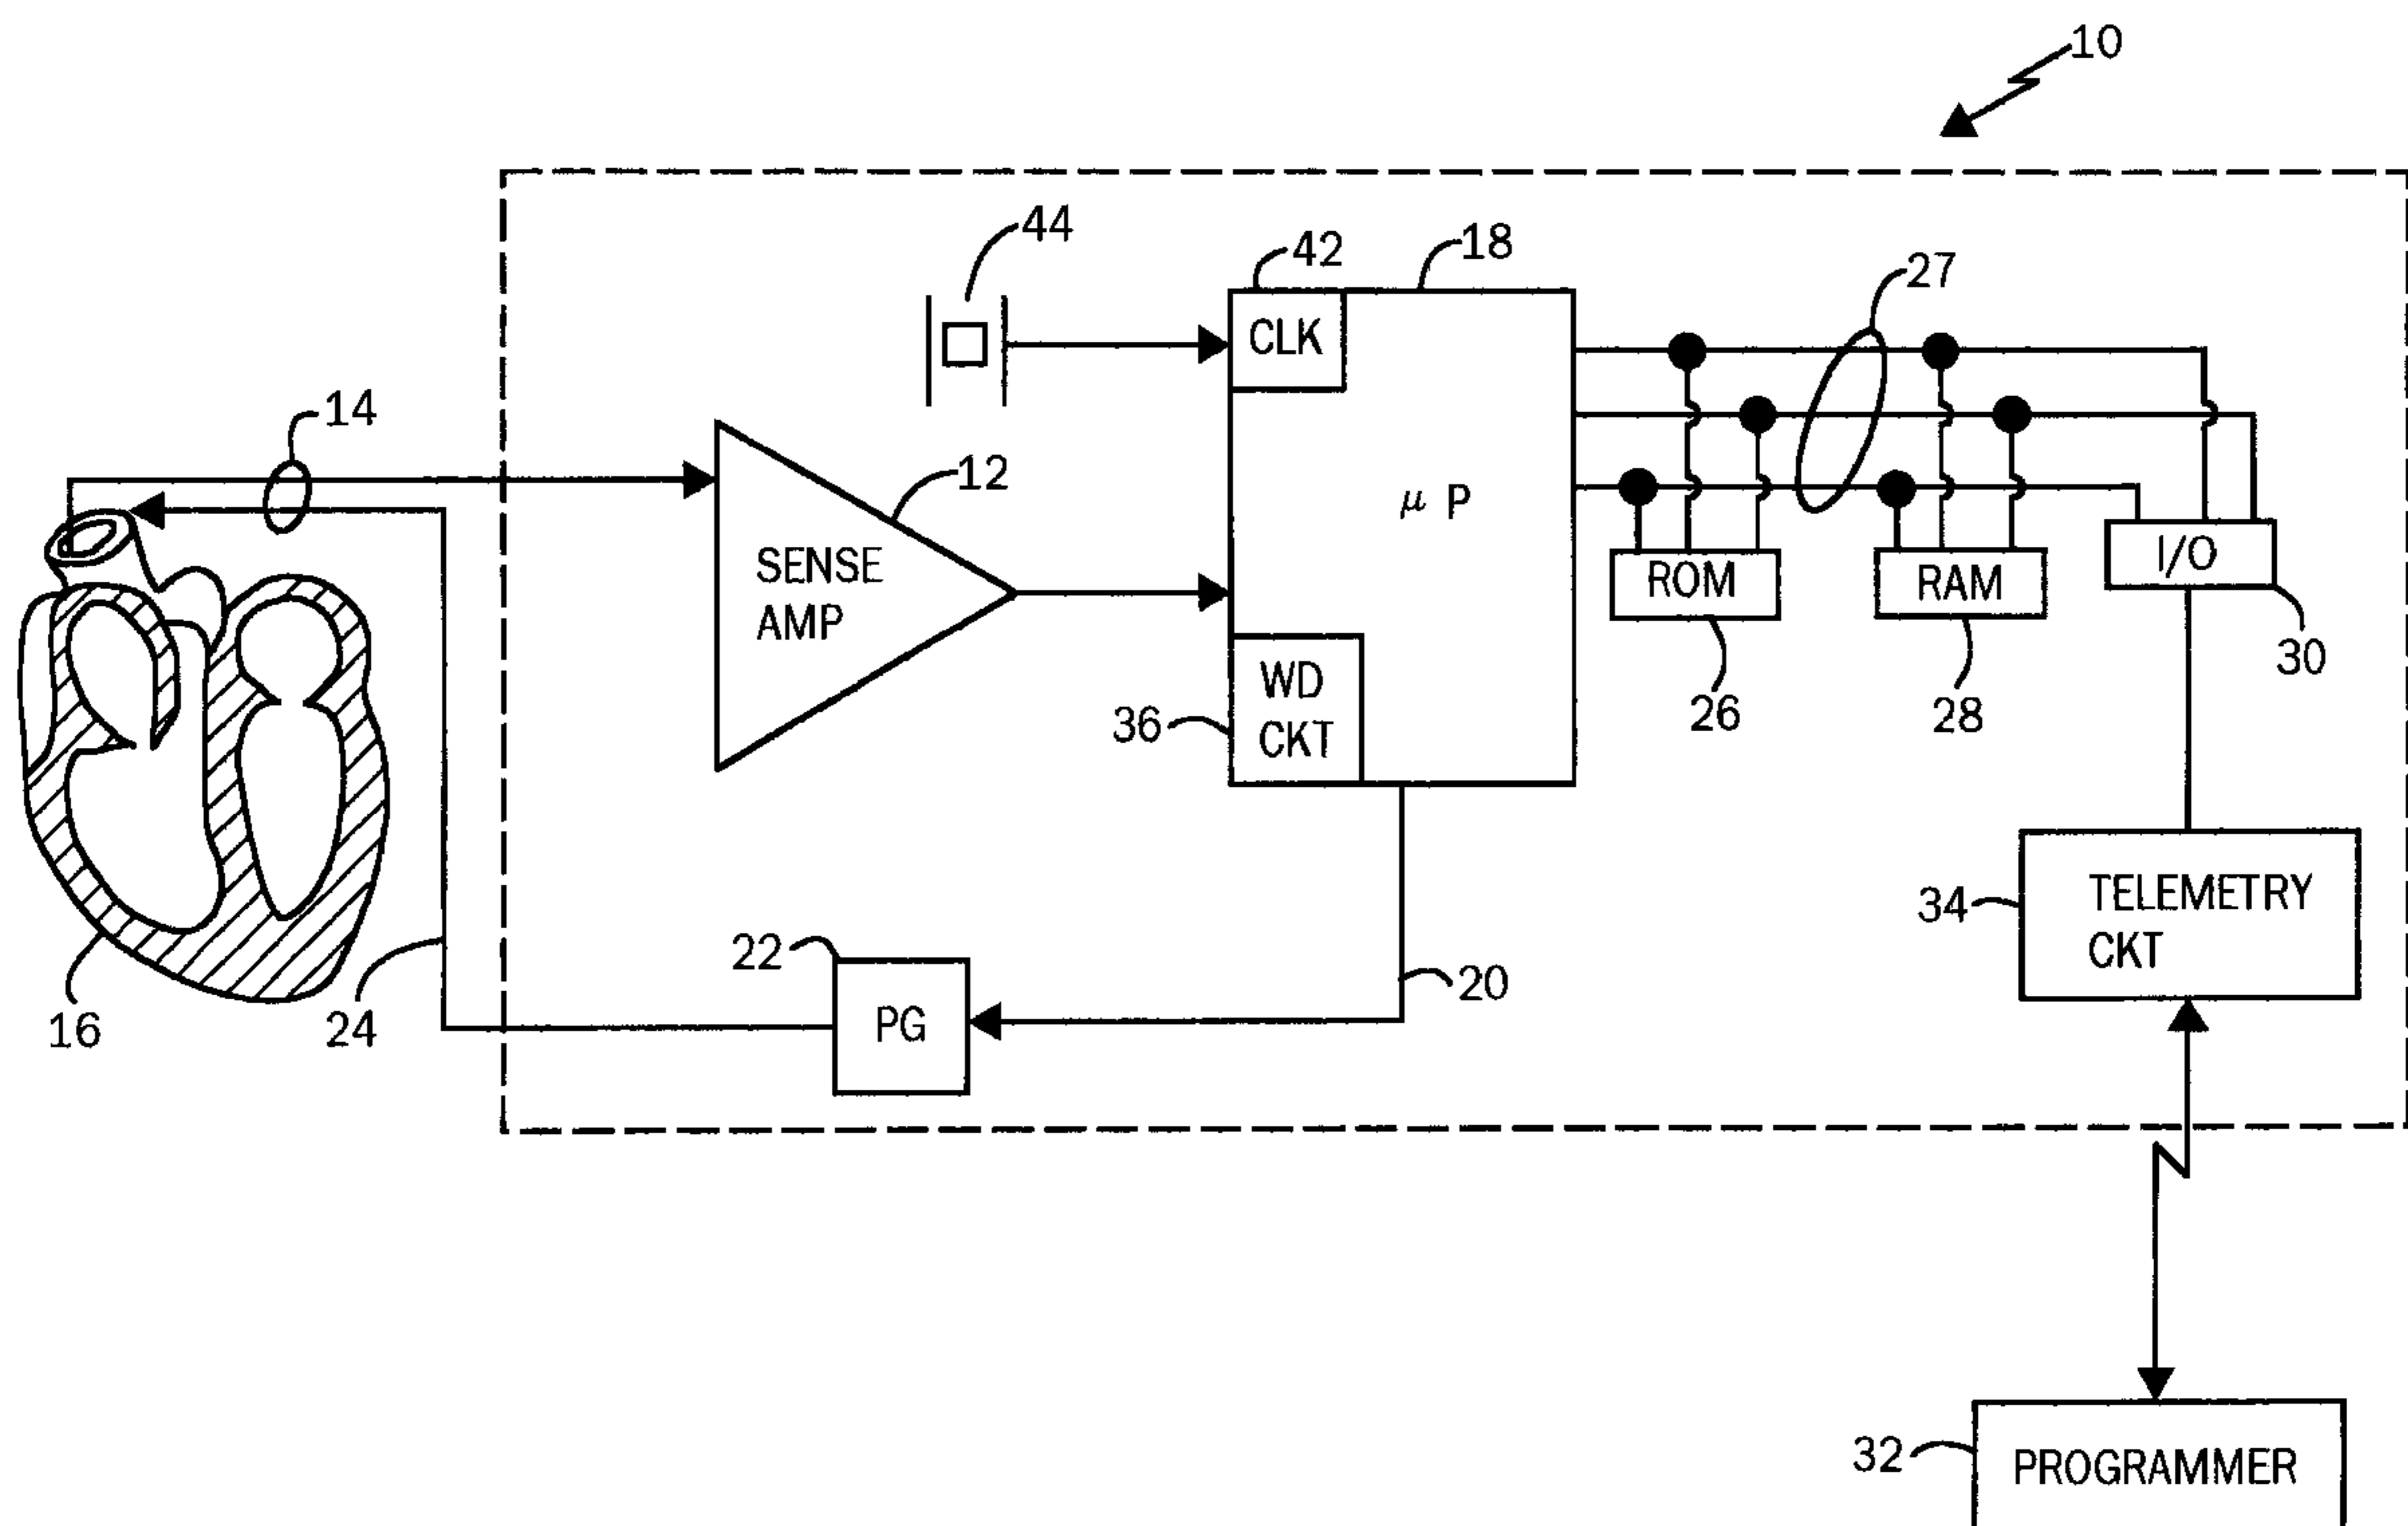 10
44
42
18
27
CLK
14
12
μ P
SENSE
AMP
I/O
ROM
RAM
30
WD
CKT
36
26
28
34
TELEMETRY
CKT
22
20
PG
16
24
32
PROGRAMMER